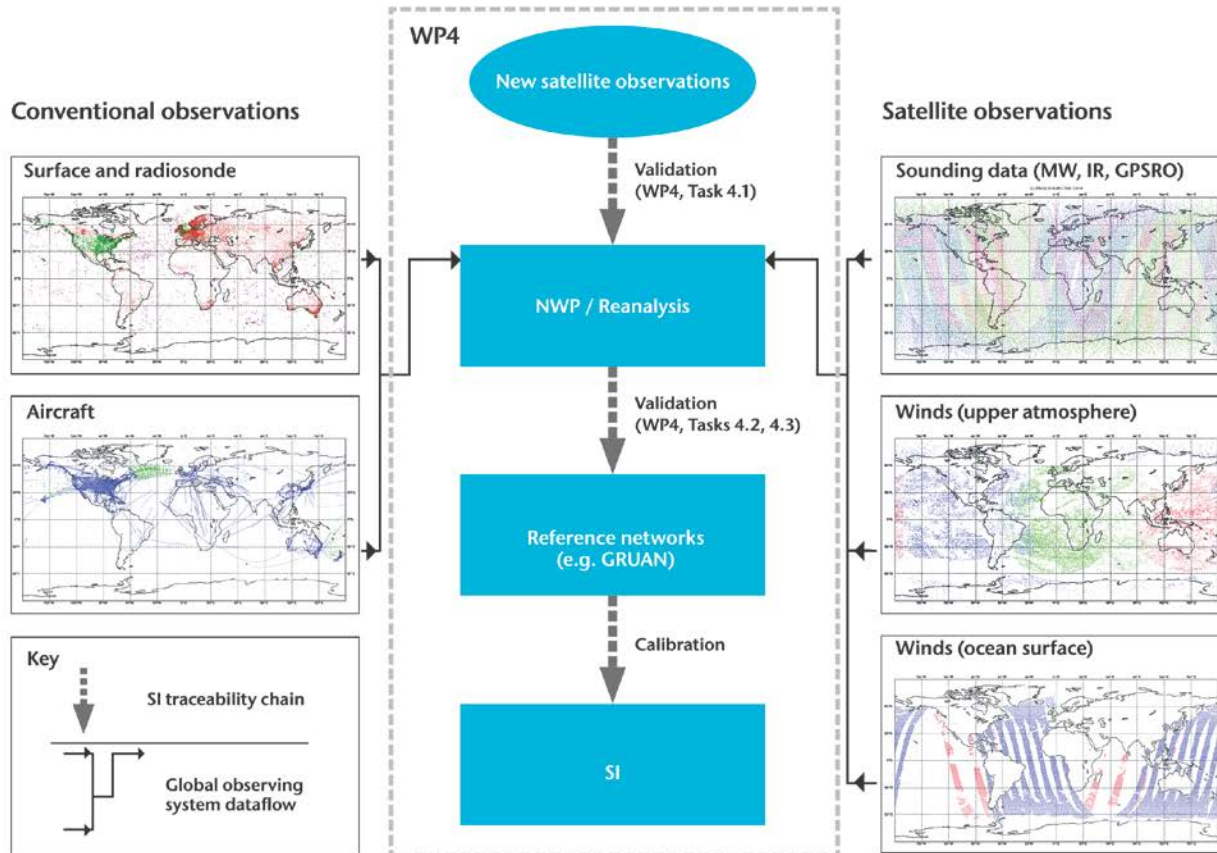 WP4
New satellite observations
Conventional observations
Satellite observations
Surface and radiosonde
Validation
(WP4, Task 4.1)
Sounding data (MW, IR, GPSRO)
NWP / Reanalysis
Aircraft
Validation
(WP4, Tasks 4.2, 4.3)
Winds (upper atmosphere)
Reference networks
(e.g. GRUAN)
Key
SI traceability chain
Global observing
system dataflow
Calibration
Winds (ocean surface)
SI